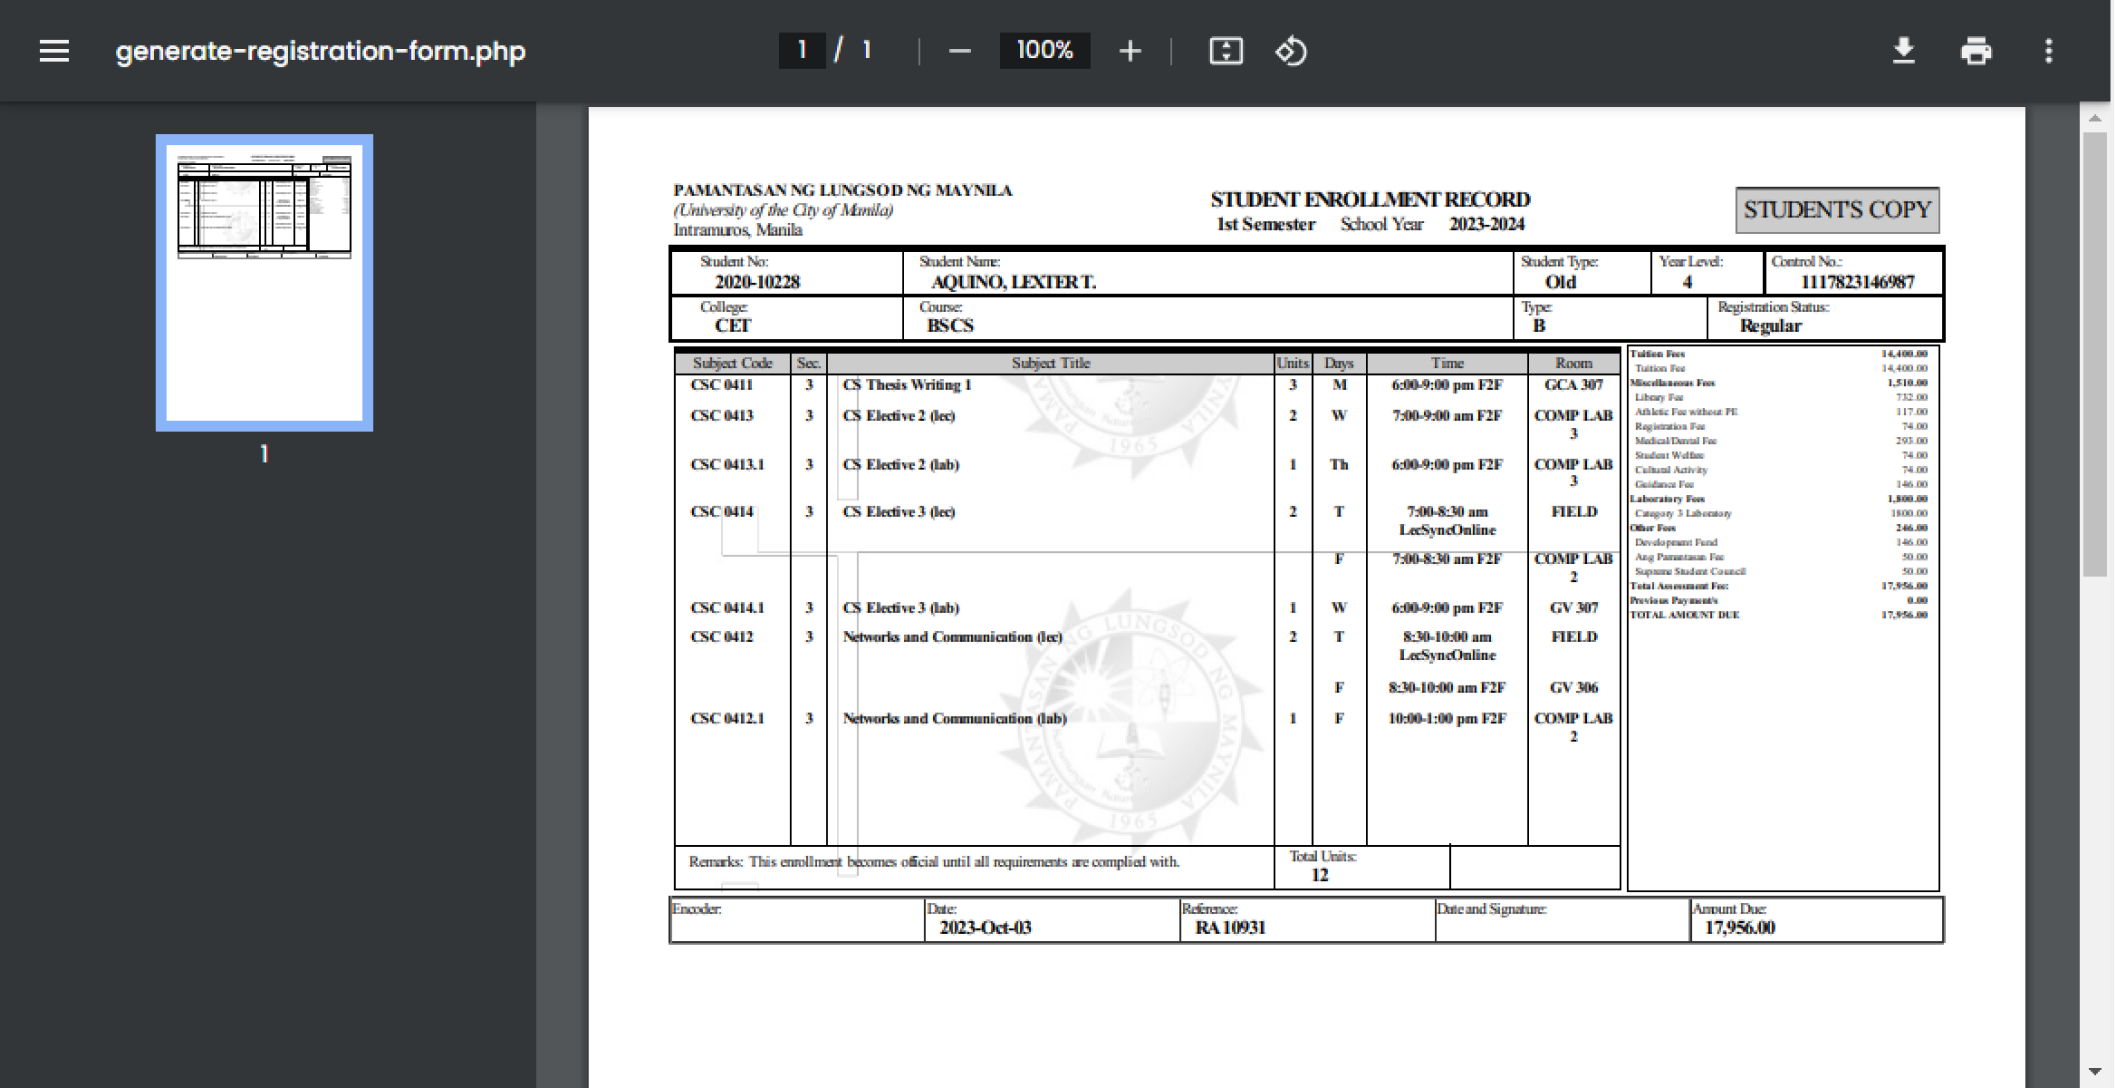 generate-registration-form.php
1 / 1
100%
1
PAMANTASAN NG LUNGSOD NG MAYNILA
(University of the City of Manila)
Intramuros, Manila
STUDENT ENROLLMENT RECORD
1st Semester School Year 2023-2024
STUDENT'S COPY
Student No: Student Name: Student Type: Year Level: Control No.:
2020-10228 AQUINO, LEXTER T. Old 4 1117823146987
College: Course: Type: Registration Status:
CET BSCS B Regular
Subject Code Sec. Subject Title Units Days Time Room
CSC 0411 3 CS Thesis Writing 1 3 M 6:00-9:00 pm F2F GCA 307
CSC 0413 3 CS Elective 2 (lec) 2 W 7:00-9:00 am F2F COMP LAB
3
CSC 0413.1 3 CS Elective 2 (lab) 1 Th 6:00-9:00 pm F2F COMP LAB
3
CSC 0414 3 CS Elective 3 (lec) 2 T 7:00-8:30 am FIELD
LecSyncOnline
F 7:00-8:30 am F2F COMP LAB
2
CSC 0414.1 3 CS Elective 3 (lab) 1 W 6:00-9:00 pm F2F GV 307
CSC 0412 3 Networks and Communication (lec) 2 T 8:30-10:00 am FIELD
LecSyncOnline
F 8:30-10:00 am F2F GV 306
CSC 0412.1 3 Networks and Communication (lab) 1 F 10:00-1:00 pm F2F COMP LAB
2
Remarks: This enrollment becomes official until all requirements are complied with.
Total Units:
12
Tuition Fees 14,400.00
Tuition Fee 14,400.00
Miscellaneous Fees 1,510.00
Library Fee 732.00
Athletic Fee without PE 117.00
Registration Fee 74.00
Medical/Dental Fee 293.00
Student Welfare 74.00
Cultural Activity 74.00
Guidance Fee 146.00
Laboratory Fees 1,800.00
Category 3 Laboratory 1800.00
Other Fees 246.00
Development Fund 146.00
Ang Pamantasan Fee 50.00
Supreme Student Council 50.00
Total Assessment Fee: 17,956.00
Previous Payment/s 0.00
TOTAL AMOUNT DUE 17,956.00
PAMANTASAN NG LUNGSOD NG MAYNILA
1965
1965
Encoder: Date: Reference: Date and Signature: Amount Due:
2023-Oct-03 RA 10931 17,956.00